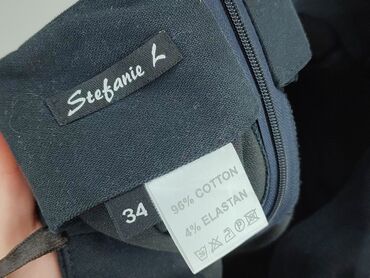 Stefanie L
34
96% COTTON
4% ELASTAN